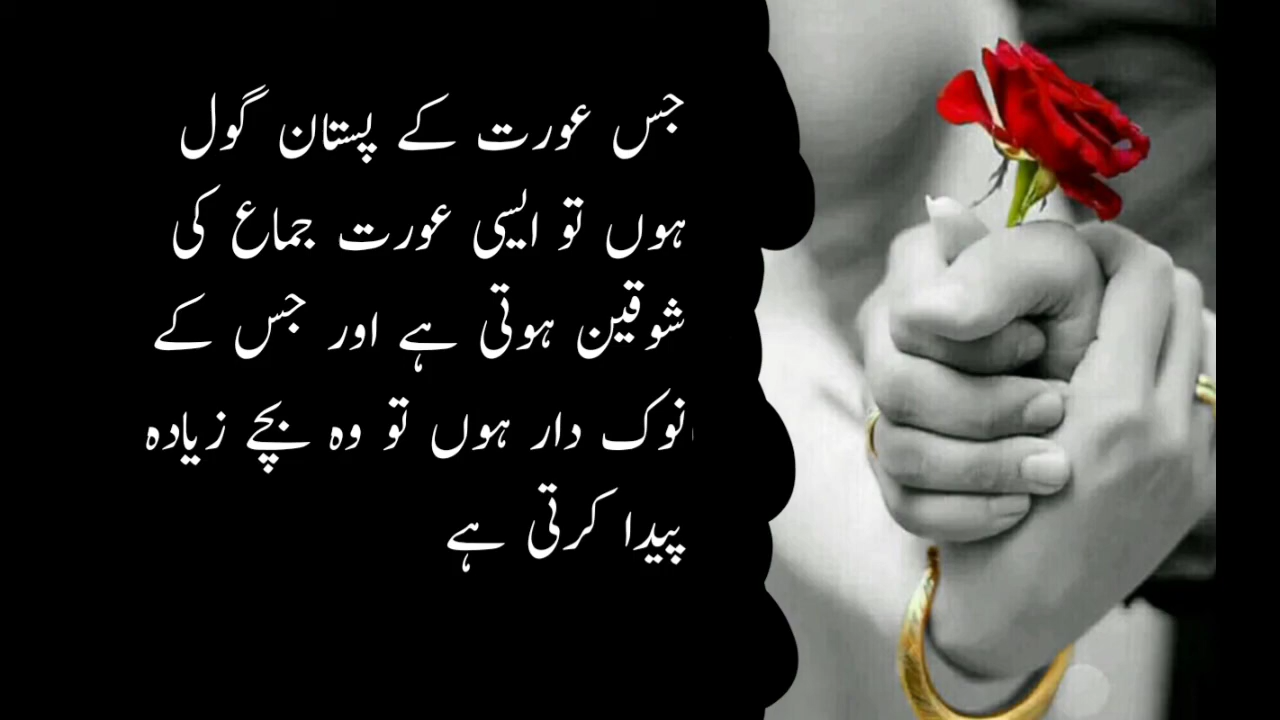 جس عورت کے پستان گول
ہوں تو ایسی عورت جماع کی
شوقین ہوتی ہے اور جس کے
نوک دار ہوں تو وہ بچے زیادہ
پیدا کرتی ہے